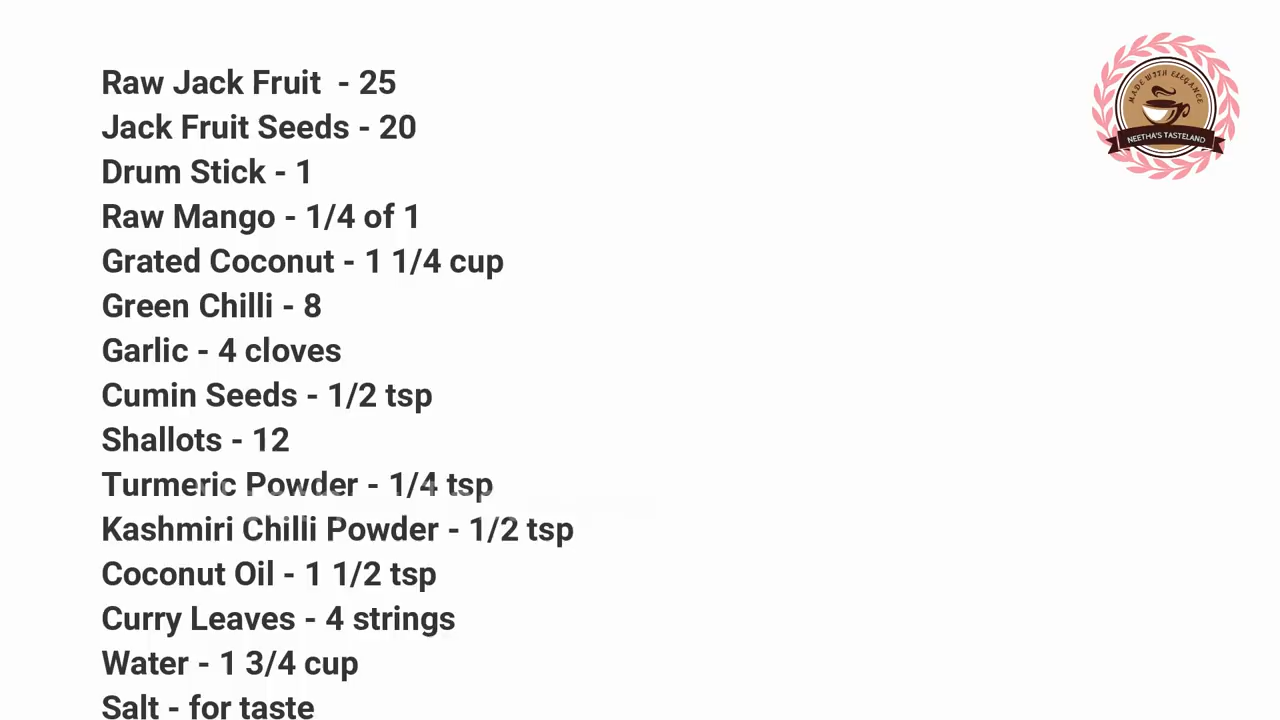 Raw Jack Fruit  - 25
Jack Fruit Seeds - 20
Drum Stick - 1
Raw Mango - 1/4 of 1
Grated Coconut - 1 1/4 cup
Green Chilli - 8
Garlic - 4 cloves
Cumin Seeds - 1/2 tsp
Shallots - 12
Turmeric Powder - 1/4 tsp
Kashmiri Chilli Powder - 1/2 tsp
Coconut Oil - 1 1/2 tsp
Curry Leaves - 4 strings
Water - 1 3/4 cup
Salt - for taste
MADE WITH ELEGANCE
NEETHA'S TASTELAND